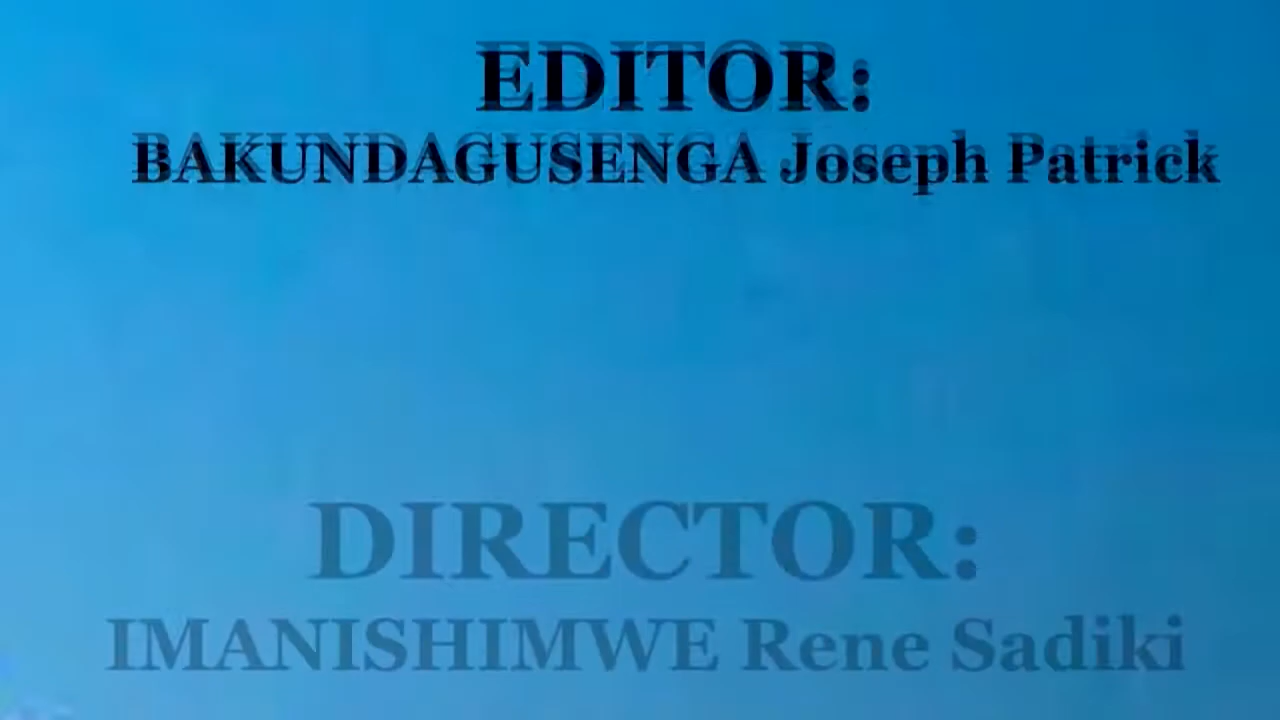 EDITOR:
BAKUNDAGUSENGA Joseph Patrick
DIRECTOR:
IMANISHIMWE Rene Sadiki